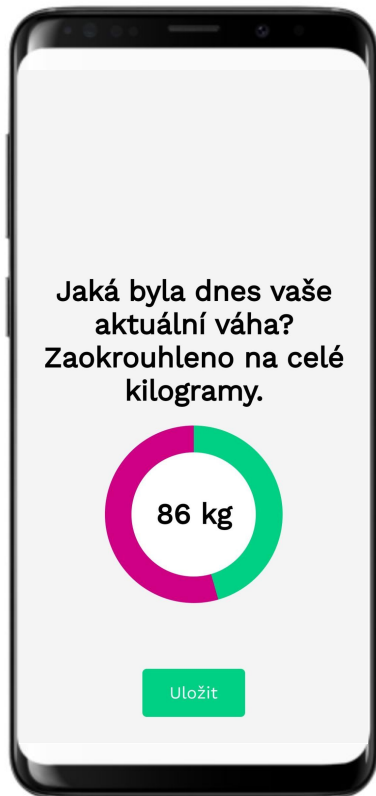 Jaká byla dnes vaše
aktuální váha?
Zaokrouhleno na celé
kilogramy.
86 kg
Uložit